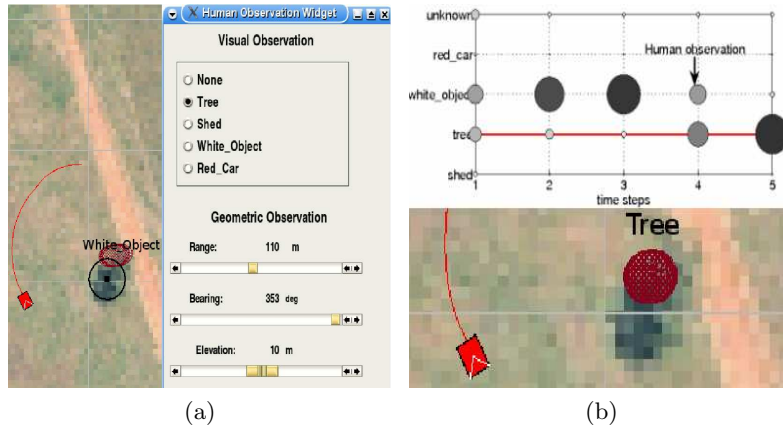 Human Observation Widget
Visual Observation
None
Tree
Shed
White_Object
Red_Car
Geometric Observation
Range: 110 m
Bearing: 353 deg
Elevation: 10 m
White_Object
(a)
unknown
red_car
white_objec
tree
shed
Human observation
1 2 3 4 5
time steps
Tree
(b)